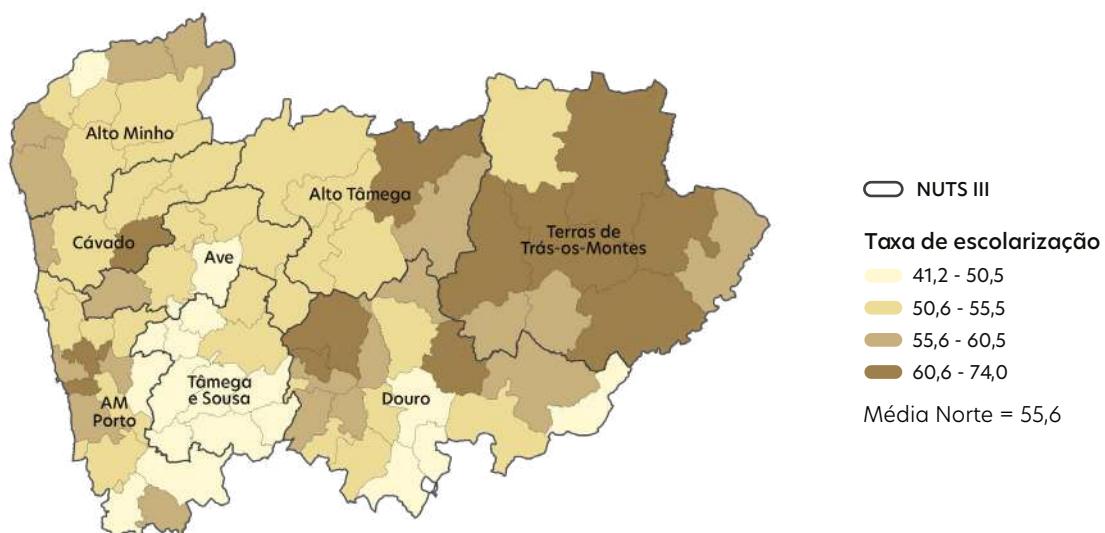 Alto Minho
Alto Tâmega
Terras de
Trás-os-Montes
Cávado
Ave
Tâmega
e Sousa
Douro
AM
Porto
NUTS III
Taxa de escolarização
41,2 - 50,5
50,6 - 55,5
55,6 - 60,5
60,6 - 74,0
Média Norte = 55,6